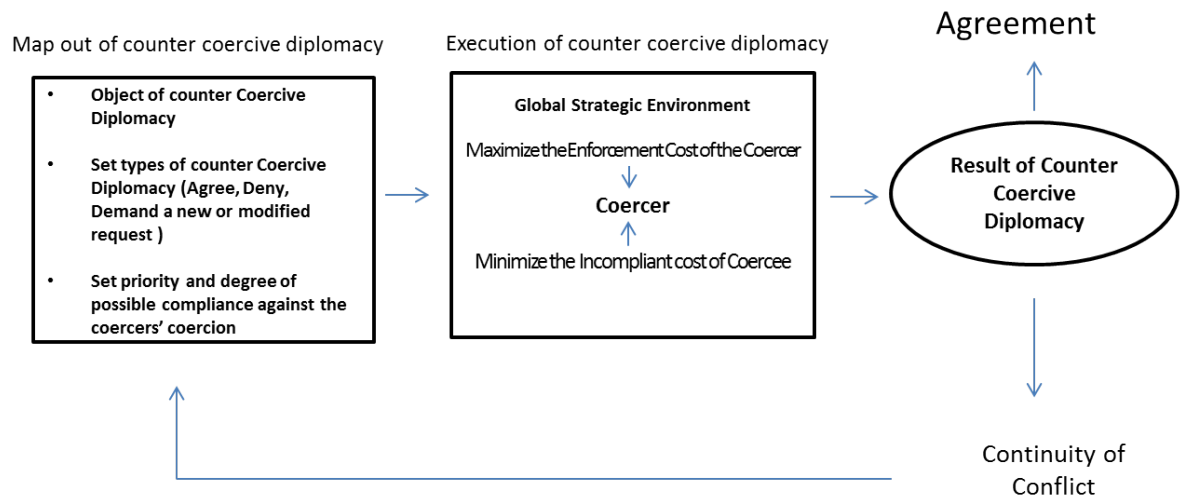 Map out of counter coercive diplomacy
• Object of counter Coercive
Diplomacy
• Set types of counter Coercive
Diplomacy (Agree, Deny,
Demand a new or modified
request )
• Set priority and degree of
possible compliance against the
coercers’ coercion
Execution of counter coercive diplomacy
Global Strategic Environment
Maximize the Enforcement Cost of the Coercer
Coercer
Minimize the Incompliant cost of Coercee
Agreement
Result of Counter
Coercive
Diplomacy
Continuity of
Conflict